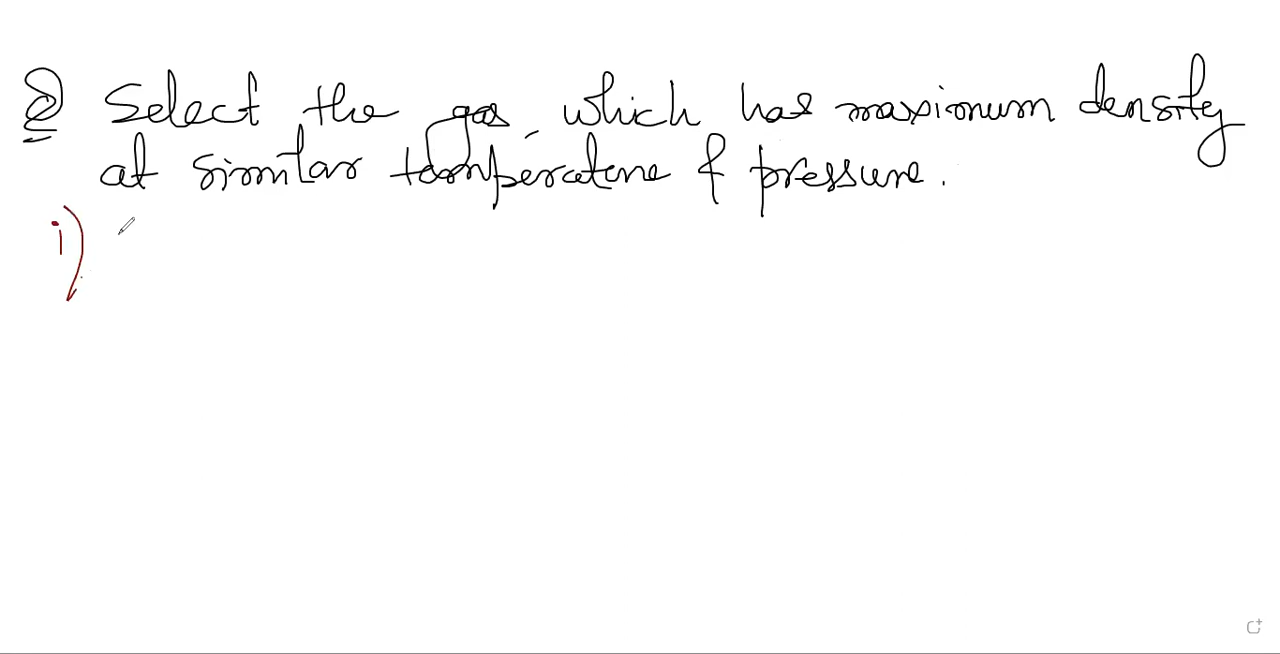 Q Select the gas, which has maximum density
at similar temperature & pressure.
i)